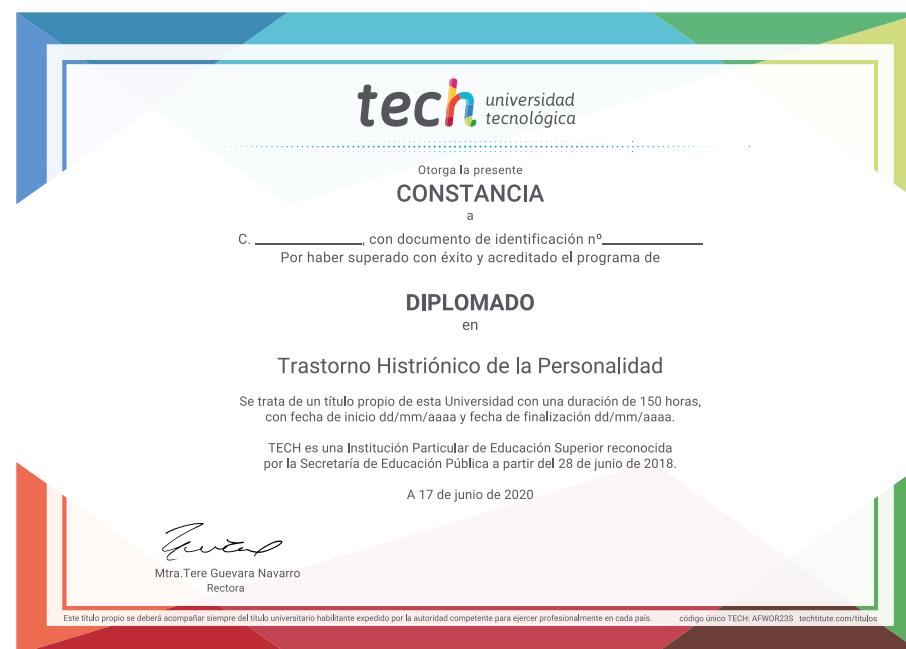 tech universidad
tecnológica
Otorga la presente
CONSTANCIA
a
C. ______________, con documento de identificación nº_____________
Por haber superado con éxito y acreditado el programa de
DIPLOMADO
en
Trastorno Histriónico de la Personalidad
Se trata de un título propio de esta Universidad con una duración de 150 horas,
con fecha de inicio dd/mm/aaaa y fecha de finalización dd/mm/aaaa.
TECH es una Institución Particular de Educación Superior reconocida
por la Secretaría de Educación Pública a partir del 28 de junio de 2018.
A 17 de junio de 2020
Mtra.Tere Guevara Navarro
Rectora
Este título propio se deberá acompañar siempre del título universitario habilitante expedido por la autoridad competente para ejercer profesionalmente en cada país. código único TECH: AFWOR23S techtitute.com/titulos